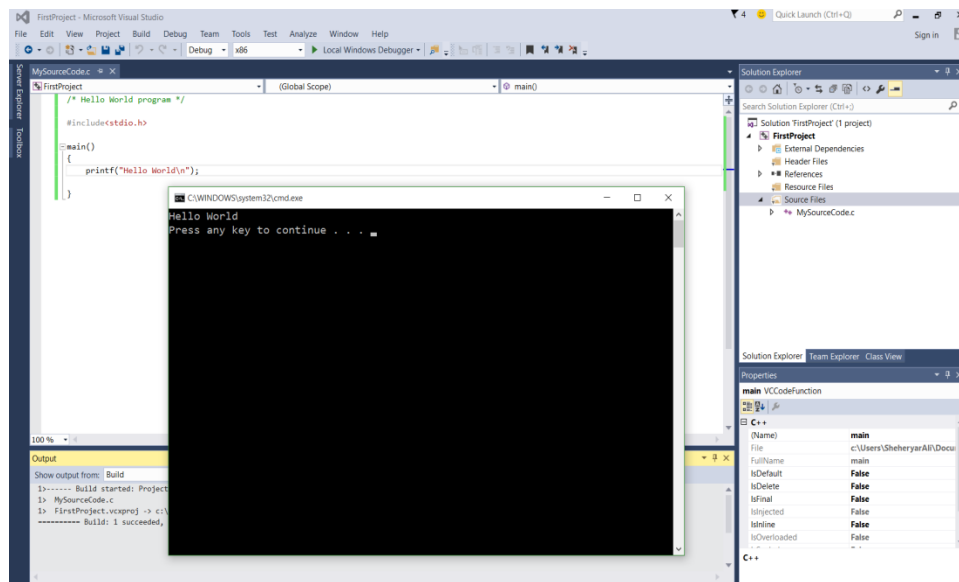 FirstProject - Microsoft Visual Studio
4 Quick Launch (Ctrl+Q)
File Edit View Project Build Debug Team Tools Test Analyze Window Help
Sign in
Debug x86 Local Windows Debugger
Server Explorer
Toolbox
MySourceCode.c
FirstProject (Global Scope) main()
/* Hello World program */
#include<stdio.h>
main()
{
printf("Hello World\n");
}
C:\WINDOWS\system32\cmd.exe
Hello World
Press any key to continue . . .
100 %
Output
Show output from: Build
1>------ Build started: Project
1> MySourceCode.c
1> FirstProject.vcxproj -> c:\
========== Build: 1 succeeded,
Solution Explorer
Search Solution Explorer (Ctrl+;)
Solution 'FirstProject' (1 project)
FirstProject
External Dependencies
Header Files
References
Resource Files
Source Files
MySourceCode.c
Solution Explorer Team Explorer Class View
Properties
main VCCodeFunction
C++
(Name) main
File c:\Users\SheheryarAli\Docu
FullName main
IsDefault False
IsDelete False
IsFinal False
IsInjected False
IsInline False
IsOverloaded False
C++